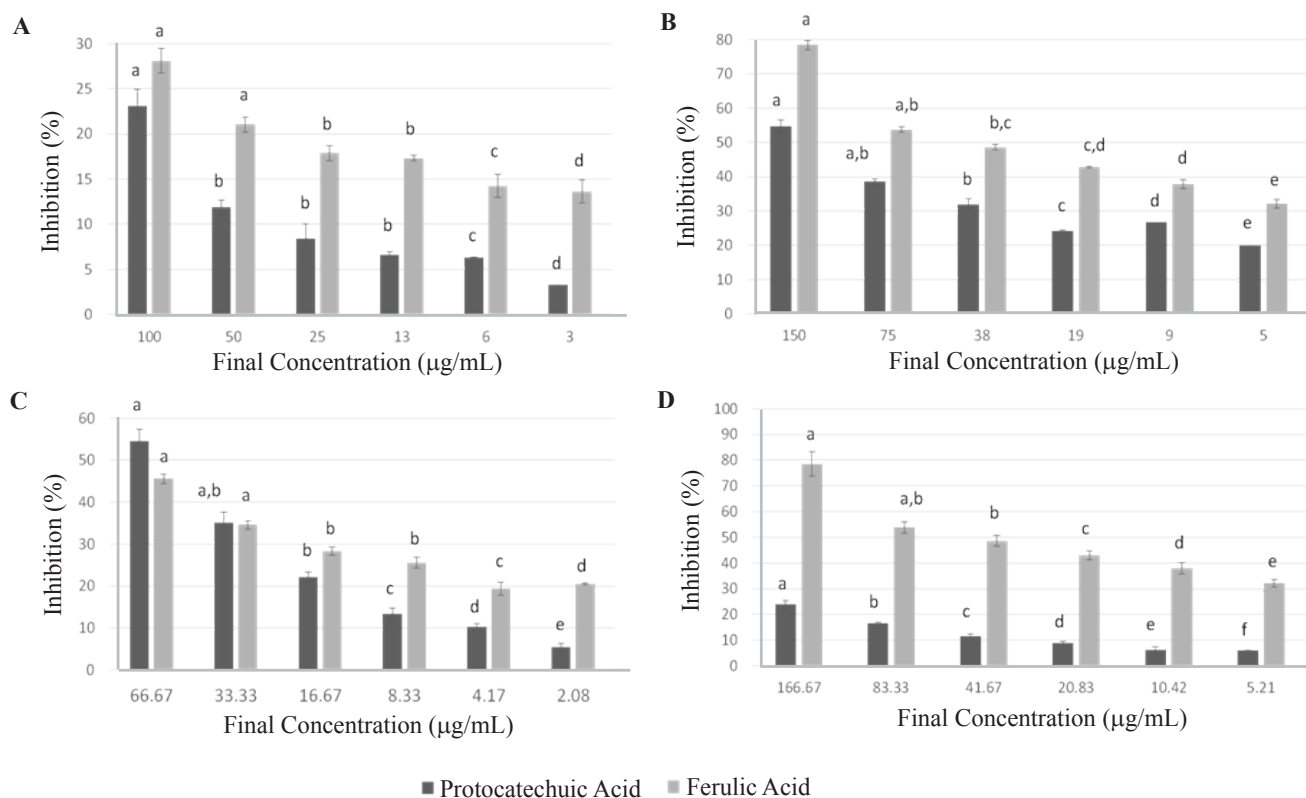 A
Inhibition (%)
30
25
20
15
10
5
0
a a
b a
b b
b b
c c
d d
100 50 25 13 6 3
Final Concentration (μg/mL)
B
Inhibition (%)
80
70
60
50
40
30
20
10
0
a a
a,b a,b
b b,c
c c,d
d d
e e
150 75 38 19 9 5
Final Concentration (μg/mL)
C
Inhibition (%)
60
50
40
30
20
10
0
a a
a,b a
b b
c b
d c
e d
66.67 33.33 16.67 8.33 4.17 2.08
Final Concentration (μg/mL)
D
Inhibition (%)
100
90
80
70
60
50
40
30
20
10
0
a a
b a,b
c b
d c
e d
f e
166.67 83.33 41.67 20.83 10.42 5.21
Final Concentration (μg/mL)
Protocatechuic Acid Ferulic Acid